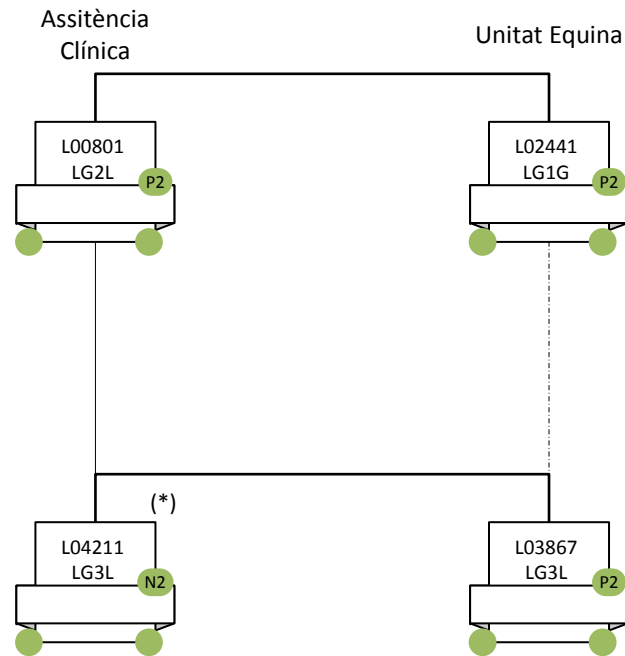 Assitència
Clínica
Unitat Equina
L00801
LG2L
P2
L02441
LG1G
P2
(*)
L04211
LG3L
N2
L03867
LG3L
P2